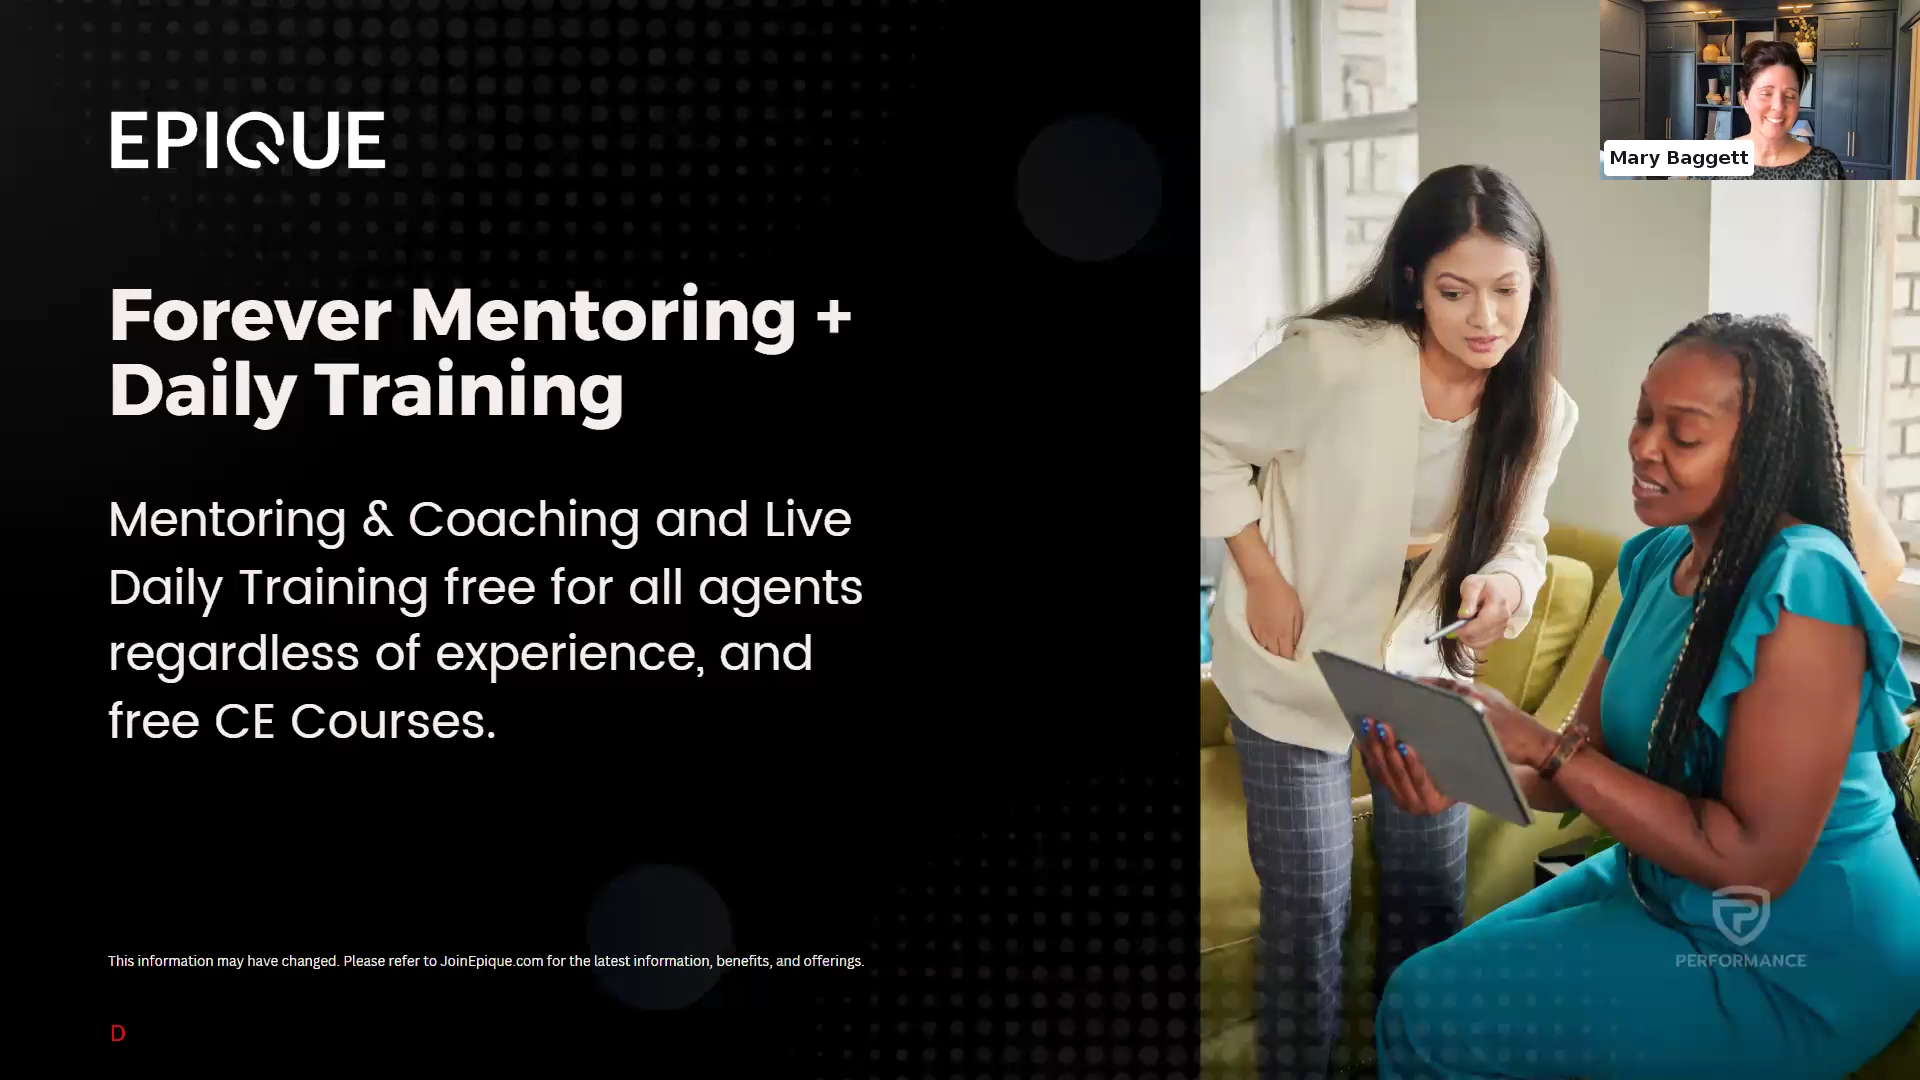 EPIQUE
Mary Baggett
Forever Mentoring +
Daily Training
Mentoring & Coaching and Live
Daily Training free for all agents
regardless of experience, and
free CE Courses.
PERFORMANCE
This information may have changed. Please refer to JoinEpique.com for the latest information, benefits, and offerings.
D